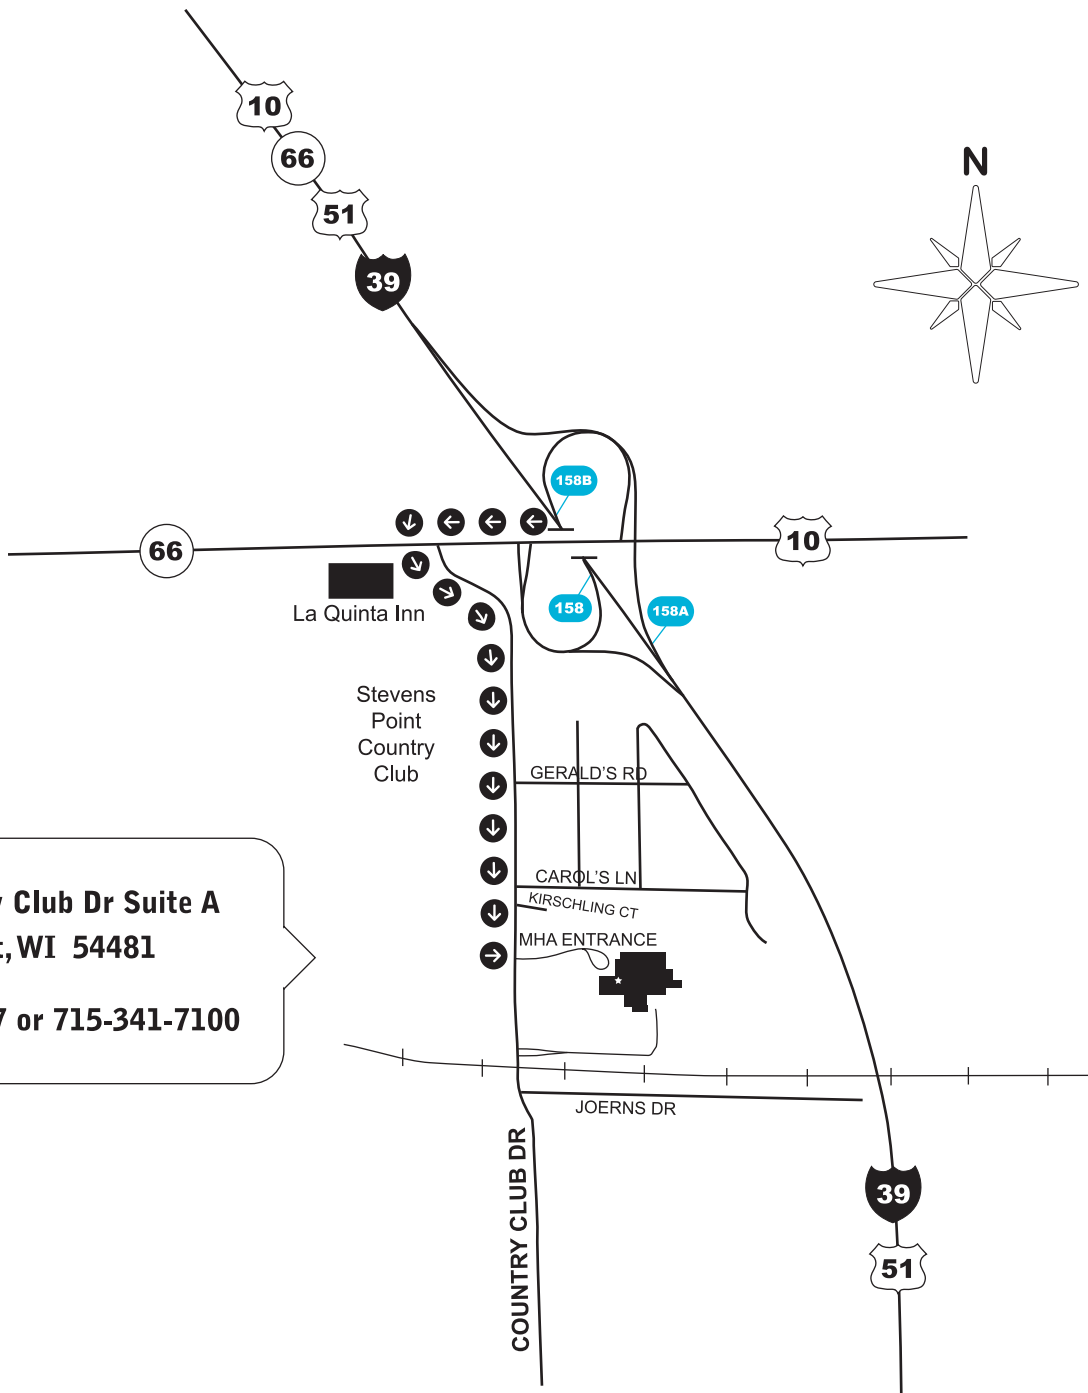 10
66
51
39
N
158B
66
10
La Quinta Inn
158
158A
Stevens
Point
Country
Club
GERALD'S RD
CAROL'S LN
KIRSCHLING CT
MHA ENTRANCE
Club Dr Suite A
WI 54481
or 715-341-7100
JOERNS DR
COUNTRY CLUB DR
39
51